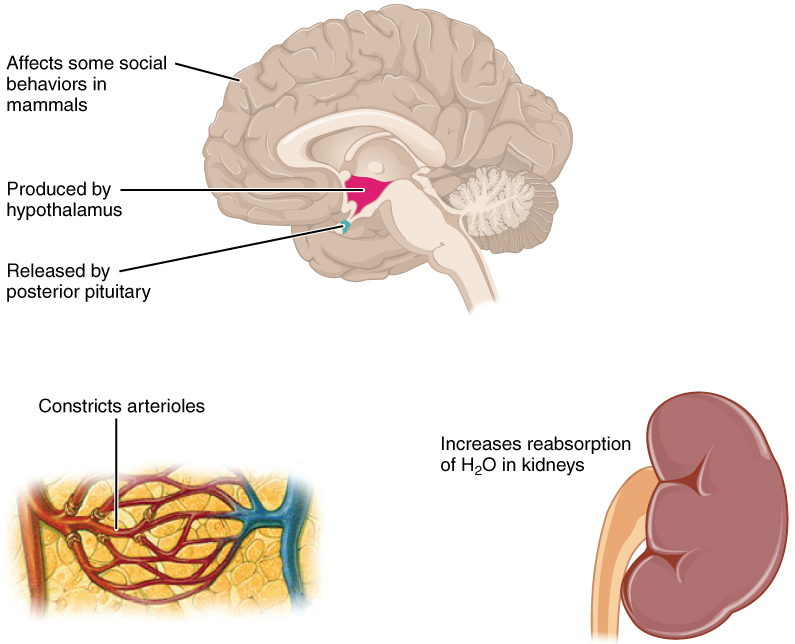 Affects some social
behaviors in
mammals
Produced by
hypothalamus
Released by
posterior pituitary
Constricts arterioles
Increases reabsorption
of H₂O in kidneys